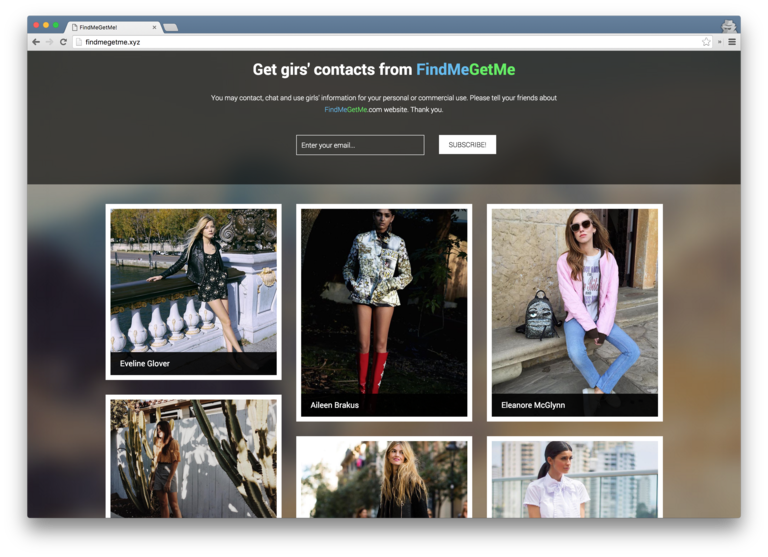 FindMeGetMe!
findmegetme.xyz
Get girs' contacts from FindMeGetMe
You may contact, chat and use girls' information for your personal or commercial use. Please tell your friends about
FindMeGetMe.com website. Thank you.
Enter your email...
SUBSCRIBE!
Eveline Glover
Aileen Brakus
Eleanore McGlynn